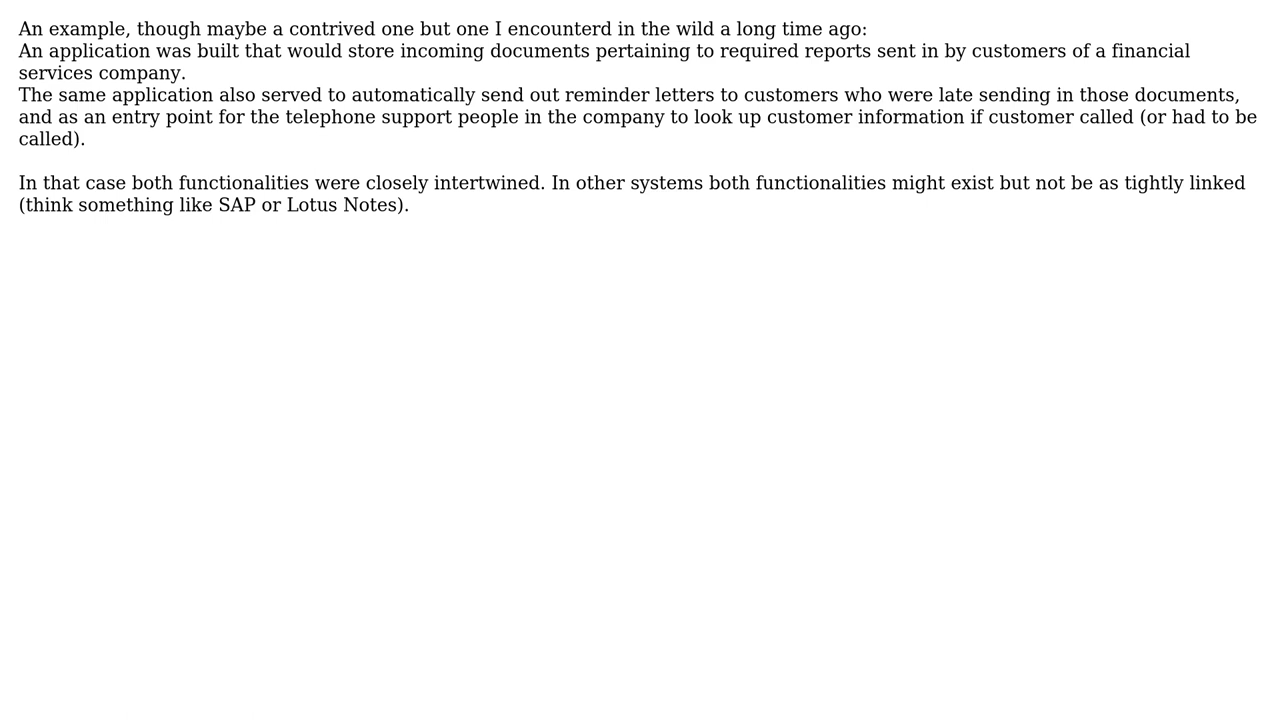 An example, though maybe a contrived one but one I encounterd in the wild a long time ago:
An application was built that would store incoming documents pertaining to required reports sent in by customers of a financial
services company.
The same application also served to automatically send out reminder letters to customers who were late sending in those documents,
and as an entry point for the telephone support people in the company to look up customer information if customer called (or had to be
called).
In that case both functionalities were closely intertwined. In other systems both functionalities might exist but not be as tightly linked
(think something like SAP or Lotus Notes).